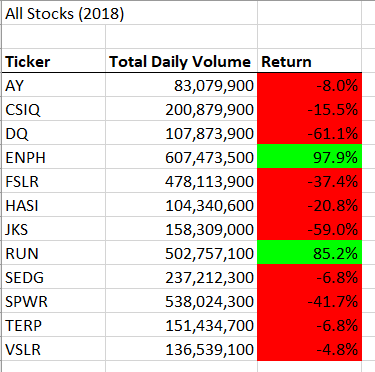 All Stocks (2018)
Ticker Total Daily Volume Return
AY 83,079,900 -8.0%
CSIQ 200,879,900 -15.5%
DQ 107,873,900 -61.1%
ENPH 607,473,500 97.9%
FSLR 478,113,900 -37.4%
HASI 104,340,600 -20.8%
JKS 158,309,000 -59.0%
RUN 502,757,100 85.2%
SEDG 237,212,300 -6.8%
SPWR 538,024,300 -41.7%
TERP 151,434,700 -6.8%
VSLR 136,539,100 -4.8%